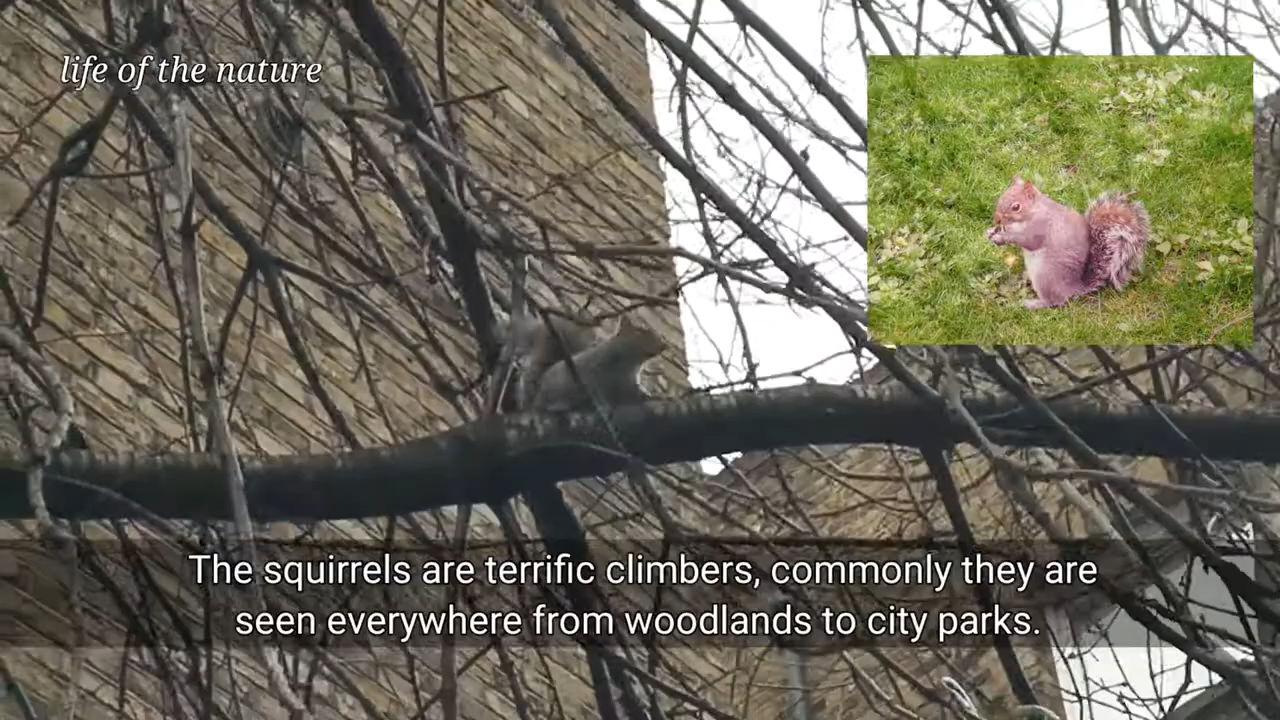 life of the nature
The squirrels are terrific climbers, commonly they are
seen everywhere from woodlands to city parks.